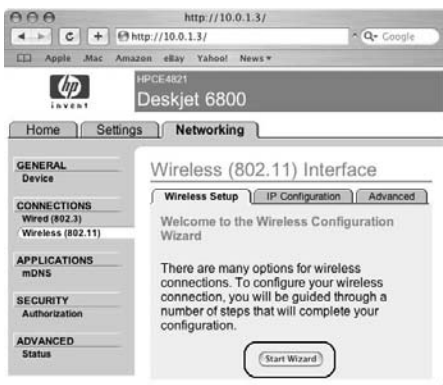 http://10.0.1.3/
http://10.0.1.3/
Q- Google
Apple .Mac Amazon eBay Yahoo! News
hp
invent
HPCE4821
Deskjet 6800
Home Settings Networking
GENERAL
Device
CONNECTIONS
Wired (802.3)
Wireless (802.11)
APPLICATIONS
mDNS
SECURITY
Authorization
ADVANCED
Status
Wireless (802.11) Interface
Wireless Setup IP Configuration Advanced
Welcome to the Wireless Configuration
Wizard
There are many options for wireless
connections. To configure your wireless
connection, you will be guided through a
number of steps that will complete your
configuration.
Start Wizard